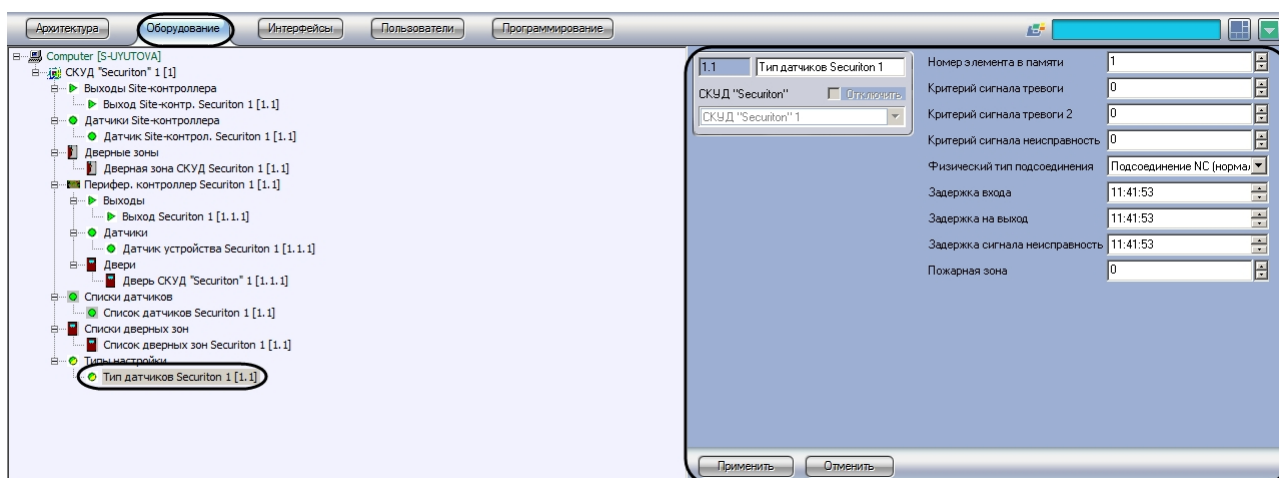 Архитектура Оборудование Интерфейсы Пользователи Программирование
Computer [S-UYUTOVA]
СКУД "Securiton" 1 [1]
Выходы Site-контроллера
Выход Site-контр. Securiton 1 [1.1]
Датчики Site-контроллера
Датчик Site-контрол. Securiton 1 [1.1]
Дверные зоны
Дверная зона СКУД Securiton 1 [1.1]
Перифер. контроллер Securiton 1 [1.1]
Выходы
Выход Securiton 1 [1.1.1]
Датчики
Датчик устройства Securiton 1 [1.1.1]
Двери
Дверь СКУД "Securiton" 1 [1.1.1]
Списки датчиков
Список датчиков Securiton 1 [1.1]
Списки дверных зон
Список дверных зон Securiton 1 [1.1]
Типы настройки
Тип датчиков Securiton 1 [1.1]
1.1 Тип датчиков Securiton 1
СКУД "Securiton" Отключить
СКУД "Securiton" 1
Номер элемента в памяти 1
Критерий сигнала тревоги 0
Критерий сигнала тревоги 2 0
Критерий сигнала неисправность 0
Физический тип подсоединения Подсоединение NC (норма
Задержка входа 11:41:53
Задержка на выход 11:41:53
Задержка сигнала неисправность 11:41:53
Пожарная зона 0
Применить Отменить